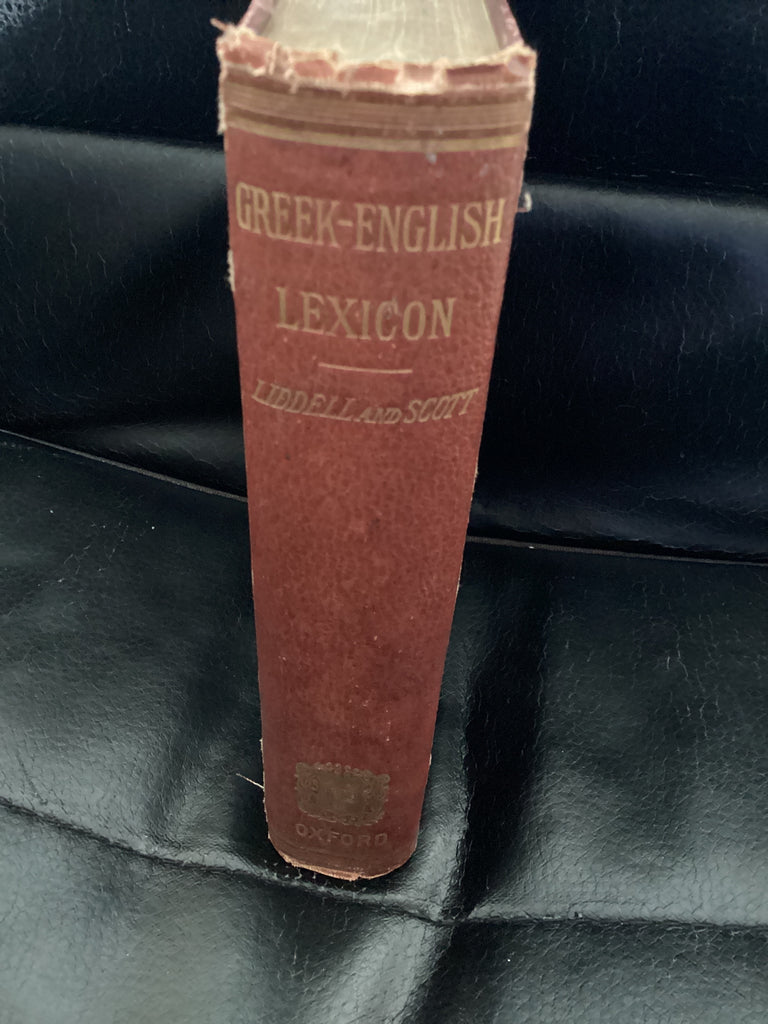 GREEK-ENGLISH
LEXICON
LIDDELL AND SCOTT
OXFORD